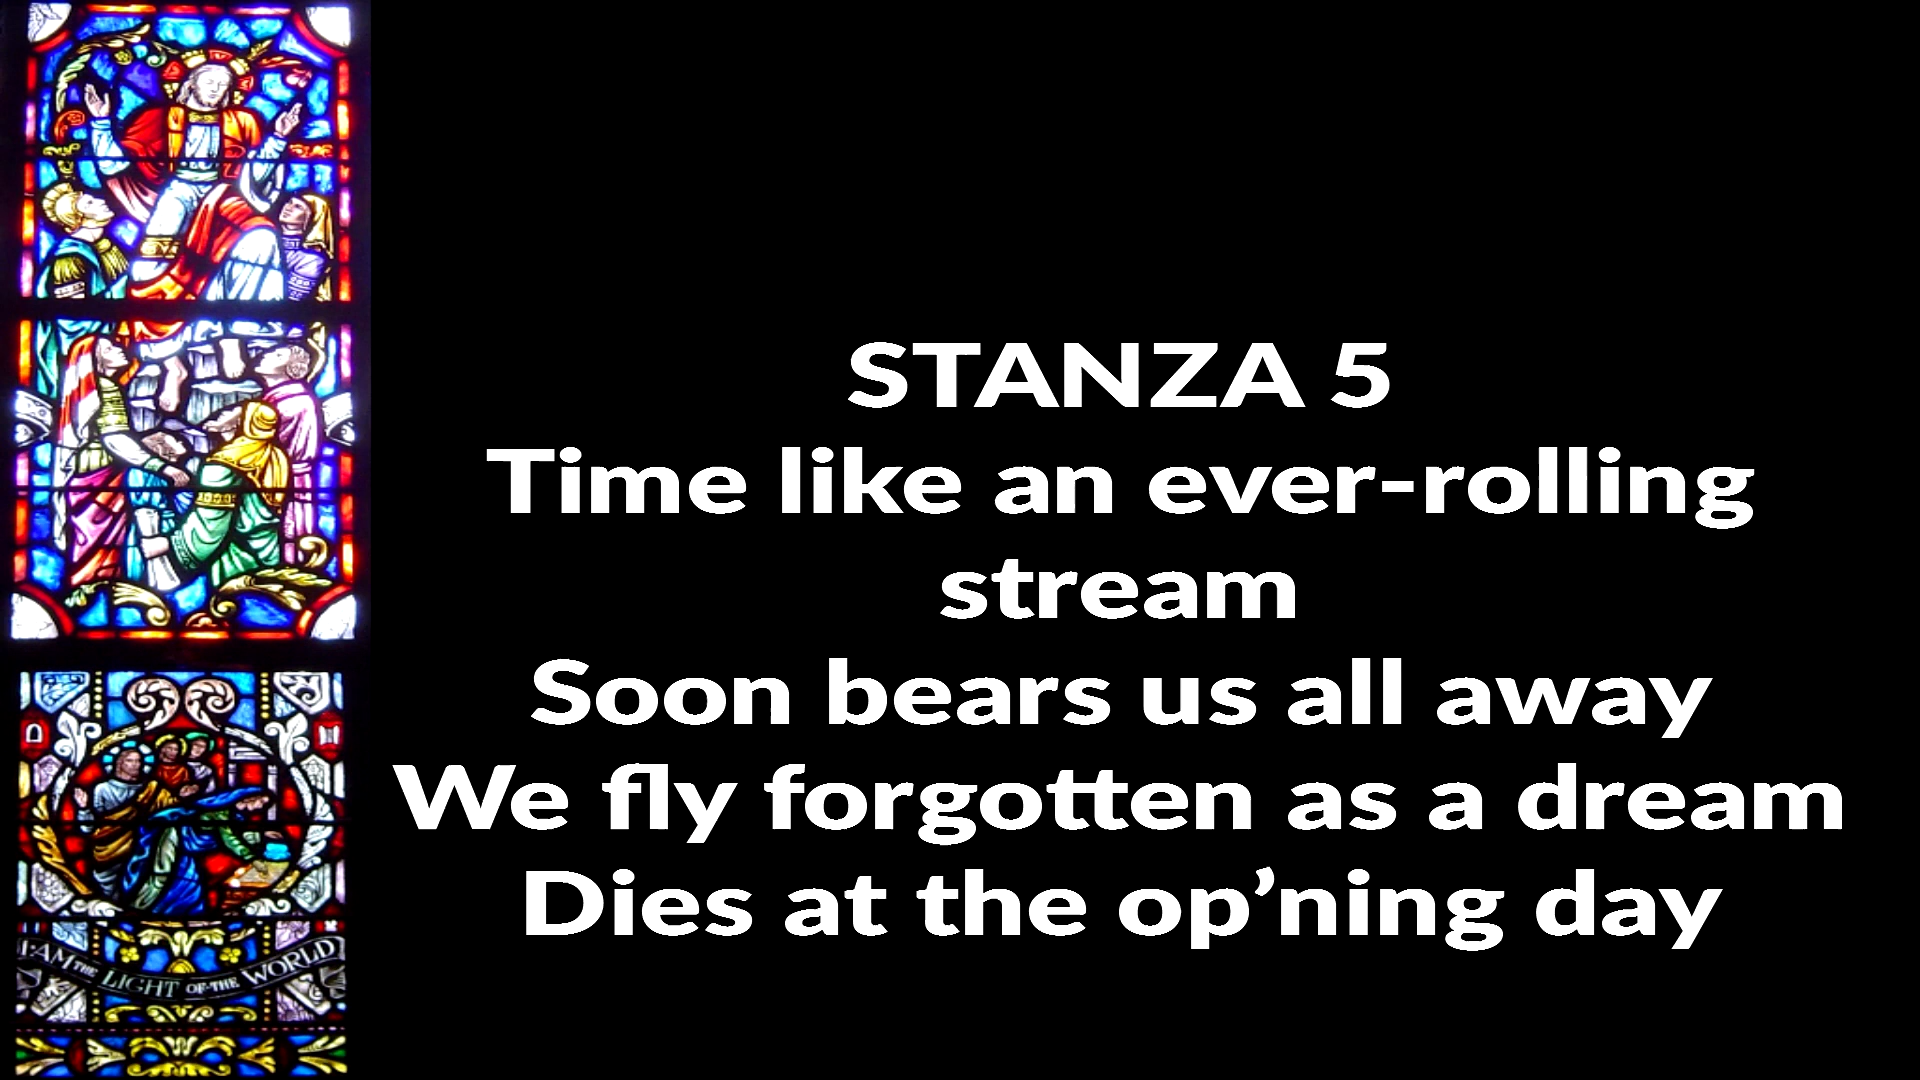 STANZA 5
Time like an ever-rolling
stream
Soon bears us all away
We fly forgotten as a dream
Dies at the op’ning day
I·AM THE LIGHT OF·THE WORLD